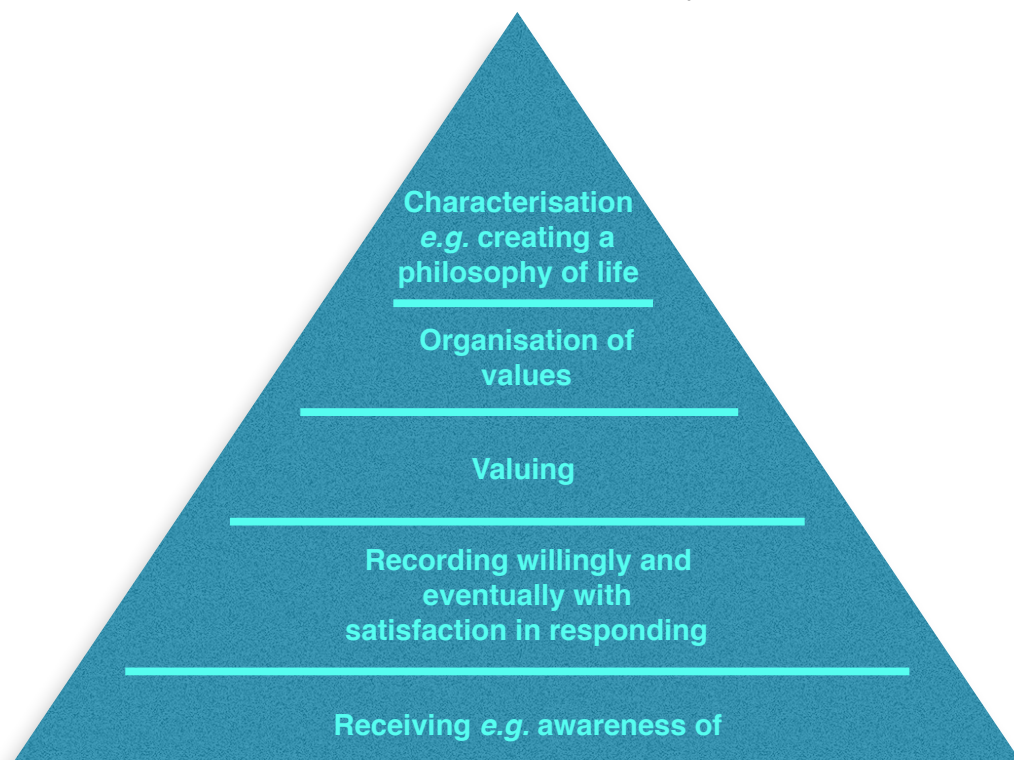 Characterisation
e.g. creating a
philosophy of life
Organisation of
values
Valuing
Recording willingly and
eventually with
satisfaction in responding
Receiving e.g. awareness of